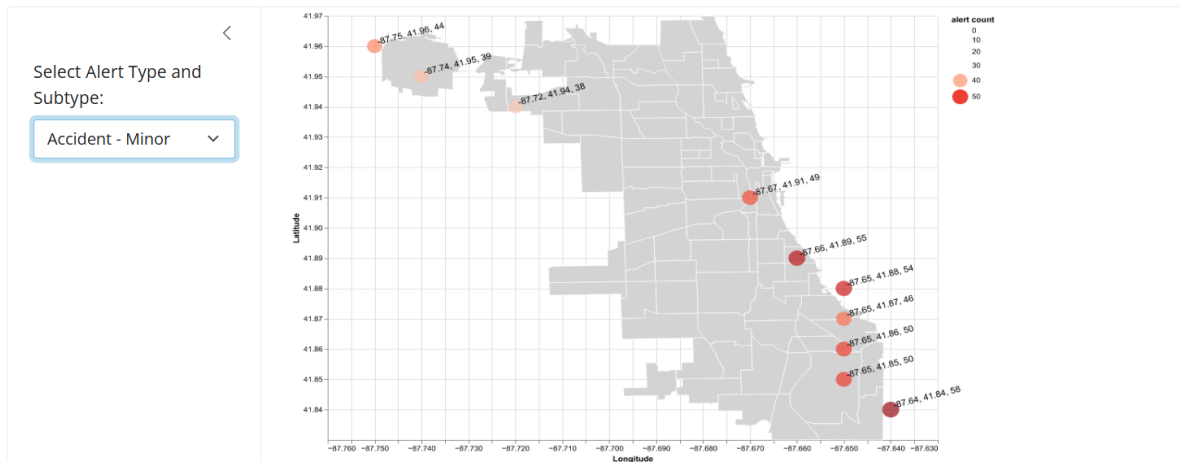 Select Alert Type and
Subtype:
Accident - Minor
41.97
41.96
41.95
41.94
41.93
41.92
41.91
41.90
41.89
41.88
41.87
41.86
41.85
41.84
Latitude
-87.75, 41.96, 44
-87.74, 41.95, 39
-87.72, 41.94, 38
-87.67, 41.91, 49
-87.66, 41.89, 55
-87.65, 41.88, 54
-87.65, 41.87, 46
-87.65, 41.86, 50
-87.65, 41.85, 50
-87.64, 41.84, 58
−87.760 −87.750 −87.740 −87.730 −87.720 −87.710 −87.700 −87.690 −87.680 −87.670 −87.660 −87.650 −87.640 −87.630
Longitude
alert count
0
10
20
30
40
50